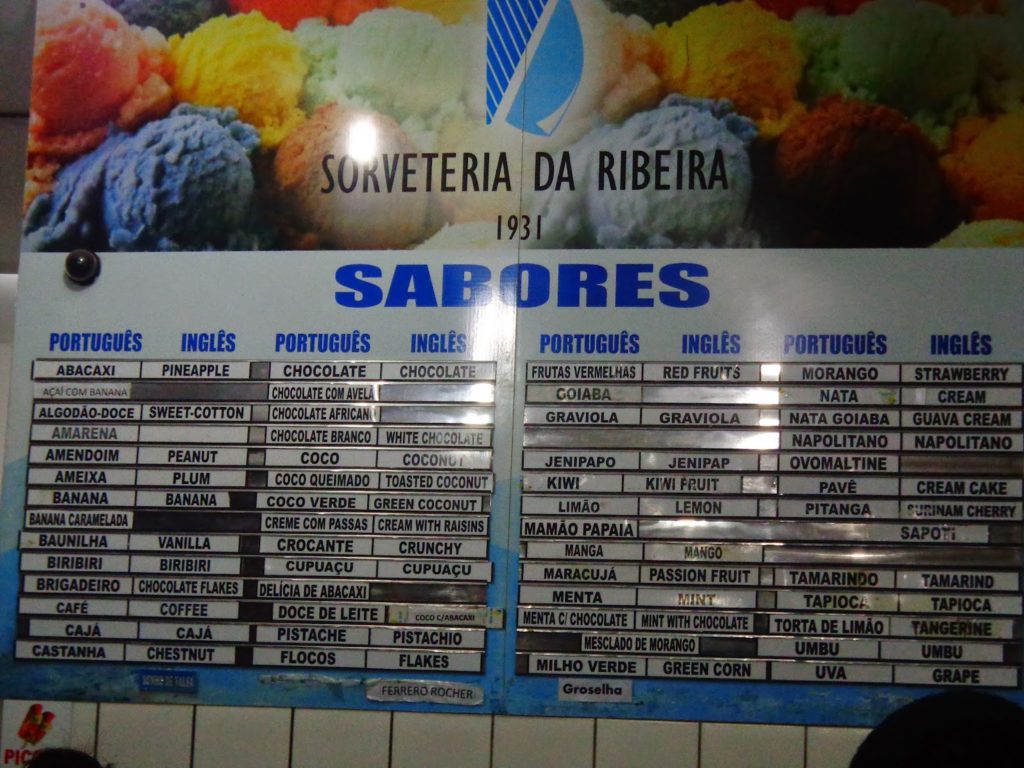 SORVETERIA DA RIBEIRA
1931
SABORES
PORTUGUÊS INGLÊS PORTUGUÊS INGLÊS PORTUGUÊS INGLÊS PORTUGUÊS INGLÊS
ABACAXI PINEAPPLE CHOCOLATE CHOCOLATE FRUTAS VERMELHAS RED FRUITS MORANGO STRAWBERRY
AÇAÍ COM BANANA CHOCOLATE COM AVELA GOIABA NATA CREAM
ALGODÃO-DOCE SWEET-COTTON CHOCOLATE AFRICAN GRAVIOLA GRAVIOLA NATA GOIABA GUAVA CREAM
AMARENA CHOCOLATE BRANCO WHITE CHOCOLATE NAPOLITANO NAPOLITANO
AMENDOIM PEANUT COCO COCONUT JENIPAPO JENIPAP OVOMALTINE
AMEIXA PLUM COCO QUEIMADO TOASTED COCONUT KIWI KIWI FRUIT PAVÊ CREAM CAKE
BANANA BANANA COCO VERDE GREEN COCONUT LIMÃO LEMON PITANGA SURINAM CHERRY
BANANA CARAMELADA CREME COM PASSAS CREAM WITH RAISINS MAMÃO PAPAIA SAPOTI
BAUNILHA VANILLA CROCANTE CRUNCHY MANGA MANGO
BIRIBIRI BIRIBIRI CUPUAÇU CUPUAÇU MARACUJÁ PASSION FRUIT TAMARINDO TAMARIND
BRIGADEIRO CHOCOLATE FLAKES DELÍCIA DE ABACAXI MENTA MINT TAPIOCA TAPIOCA
CAFÉ COFFEE DOCE DE LEITE COCO C/ABACAXI MENTA C/ CHOCOLATE MINT WITH CHOCOLATE TORTA DE LIMÃO TANGERINE
CAJÁ CAJÁ PISTACHE PISTACHIO MESCLADO DE MORANGO UMBU UMBU
CASTANHA CHESTNUT FLOCOS FLAKES MILHO VERDE GREEN CORN UVA GRAPE
FERRERO ROCHER Groselha